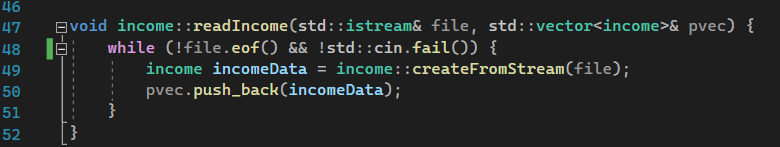 46
47 void income::readIncome(std::istream& file, std::vector<income>& pvec) {
48     while (!file.eof() && !std::cin.fail()) {
49         income incomeData = income::createFromStream(file);
50         pvec.push_back(incomeData);
51     }
52 }